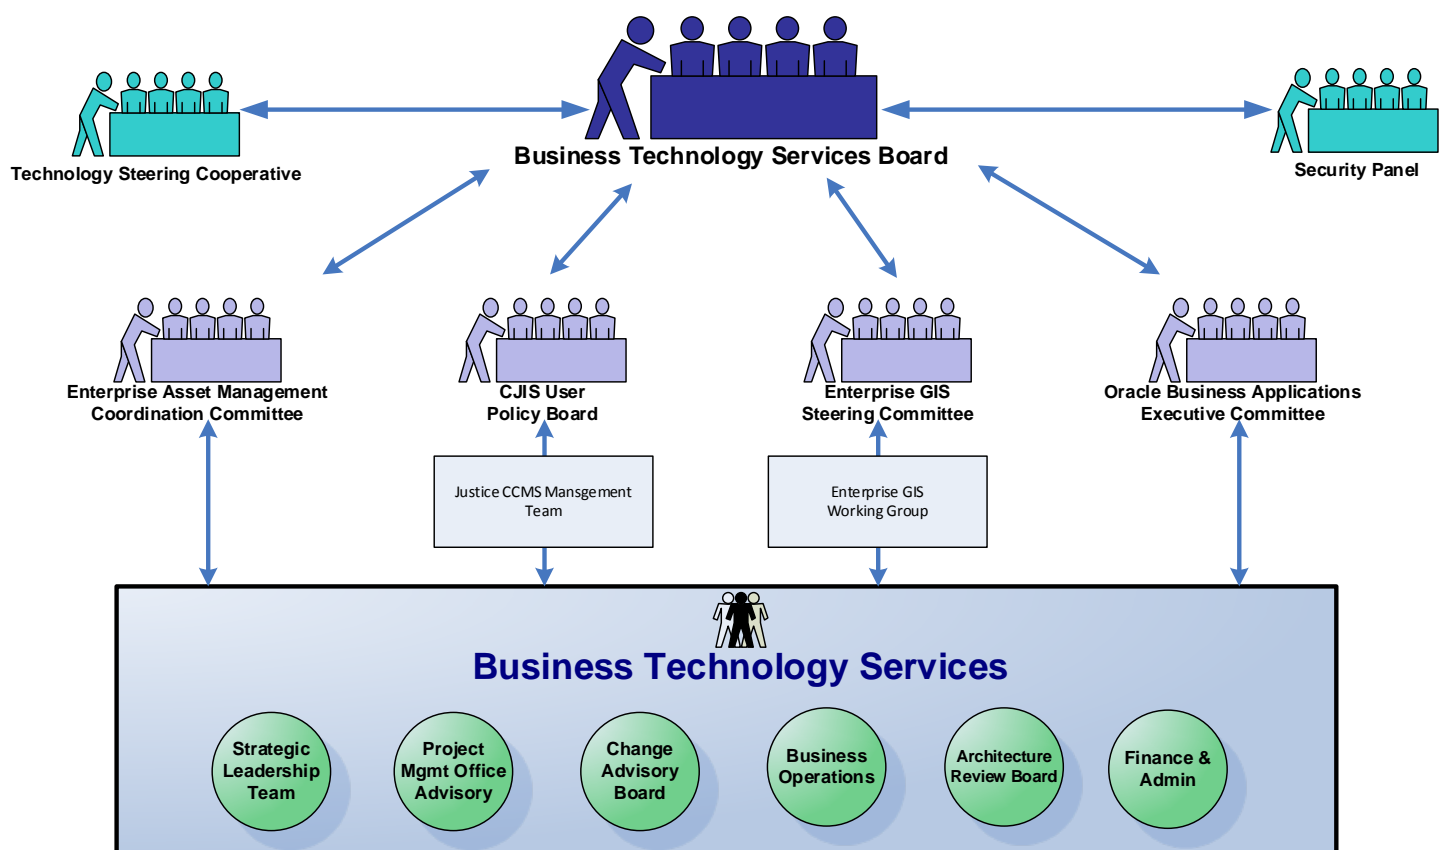 Business Technology Services Board
Technology Steering Cooperative
Security Panel
Enterprise Asset Management
Coordination Committee
CJIS User
Policy Board
Enterprise GIS
Steering Committee
Oracle Business Applications
Executive Committee
Justice CCMS Mansgement
Team
Enterprise GIS
Working Group
Business Technology Services
Strategic
Leadership
Team
Project
Mgmt Office
Advisory
Change
Advisory
Board
Business
Operations
Architecture
Review Board
Finance &
Admin